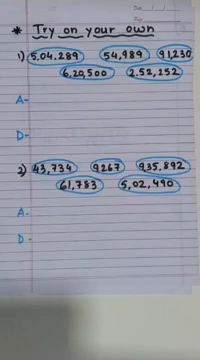 * Try on your own
1) 5,04,289 54,989 91,230
6,20,500 2,52,252
A-
D-
2) 43,734 9267 935,892
61,783 5,02,490
A-
D-